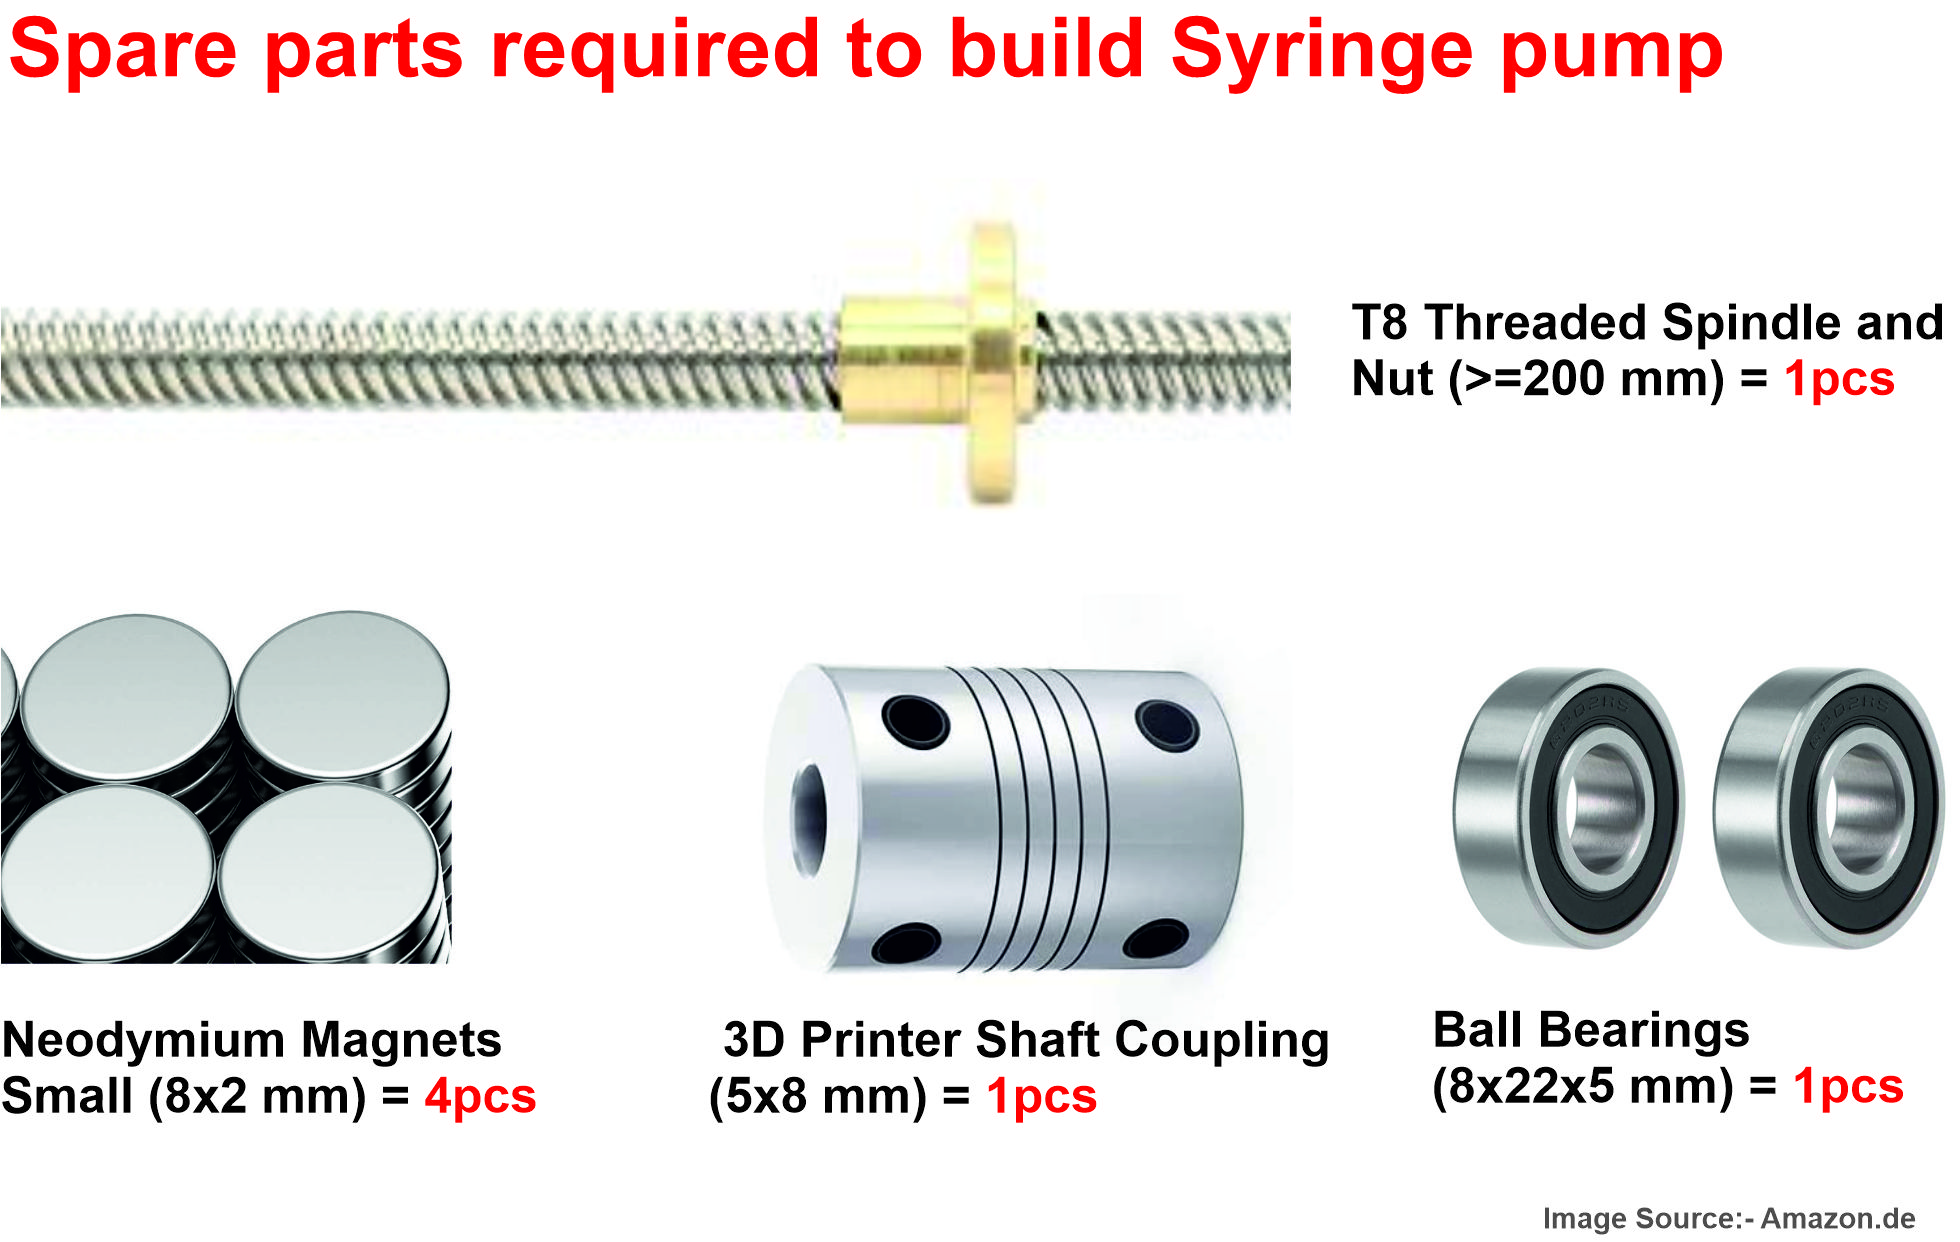 Spare parts required to build Syringe pump
T8 Threaded Spindle and
Nut (>=200 mm) = 1pcs
Neodymium Magnets
Small (8x2 mm) = 4pcs
3D Printer Shaft Coupling
(5x8 mm) = 1pcs
Ball Bearings
(8x22x5 mm) = 1pcs
Image Source:- Amazon.de